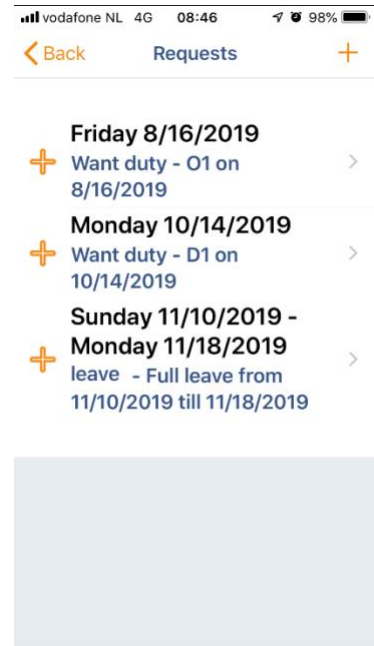 vodafone NL 4G 08:46 98%
Back Requests
Friday 8/16/2019
Want duty - O1 on
8/16/2019
Monday 10/14/2019
Want duty - D1 on
10/14/2019
Sunday 11/10/2019 -
Monday 11/18/2019
leave - Full leave from
11/10/2019 till 11/18/2019